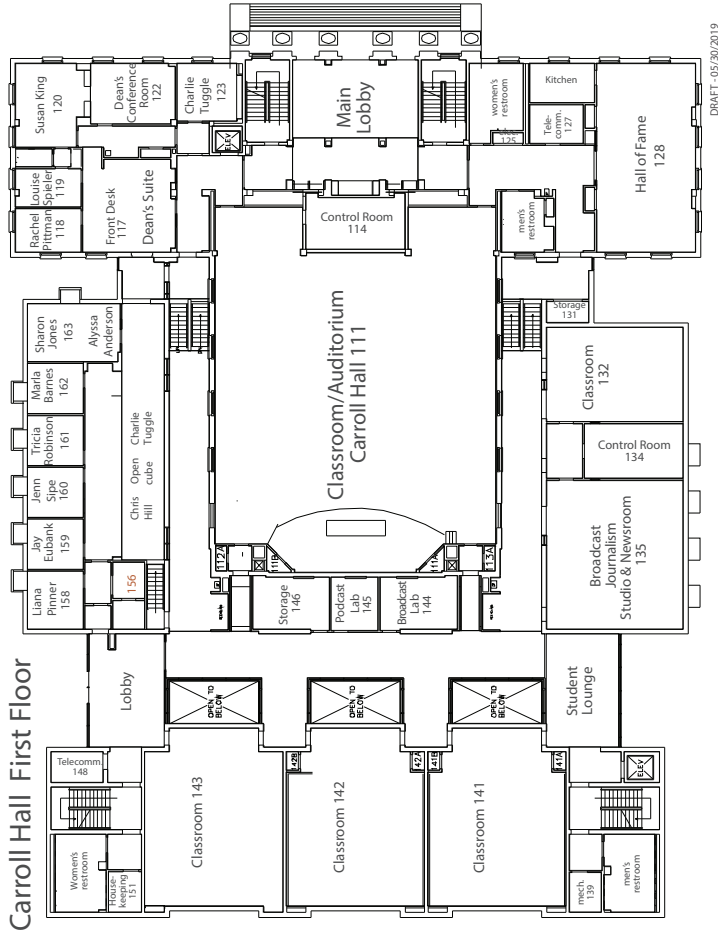 Carroll Hall First Floor
DRAFT - 05/30/2019
Susan King
120
Dean's
Conference
Room
122
Charlie
Tuggle
123
ELEV
Louise
Spieler
119
Rachel
Pittman
118
Front Desk
117
Dean's Suite
Main
Lobby
Control Room
114
women's
restroom
125
Kitchen
Tele-
comm.
127
Hall of Fame
128
men's
restroom
Sharon
Jones
163
Alyssa
Anderson
Marla
Barnes
162
Tricia
Robinson
161
Jenn
Sipe
160
Jay
Eubank
159
Liana
Pinner
158
156
Charlie
Tuggle
Open
cube
Chris
Hill
Classroom/Auditorium
Carroll Hall 111
Storage
131
Classroom
132
Control Room
134
Broadcast
Journalism
Studio & Newsroom
135
112A
111B
111A
113A
Storage
146
Podcast
Lab
145
Broadcast
Lab 144
Lobby
OPEN TO
BELOW
OPEN TO
BELOW
OPEN TO
BELOW
Student
Lounge
Telecomm.
148
Women's
restroom
House-
keeping
151
Classroom 143
142B
Classroom 142
142A
141B
Classroom 141
141A
ELEV
mech.
139
men's
restroom